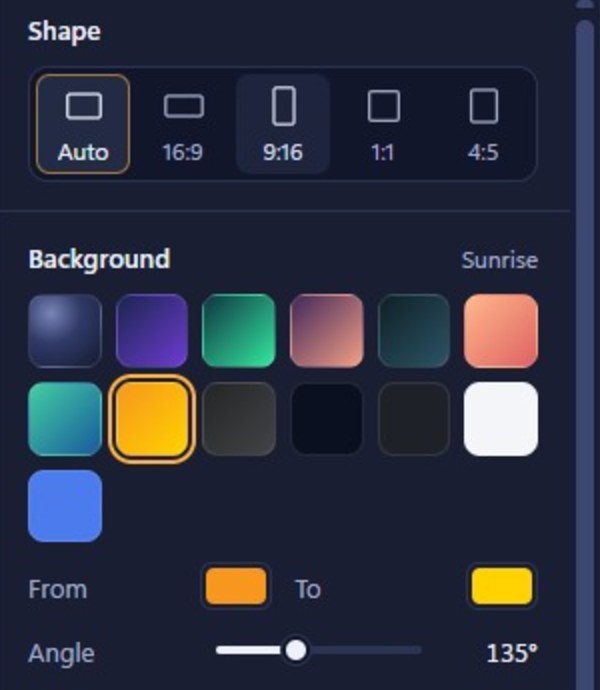 Shape
Auto 16:9 9:16 1:1 4:5
Background Sunrise
From To
Angle 135°